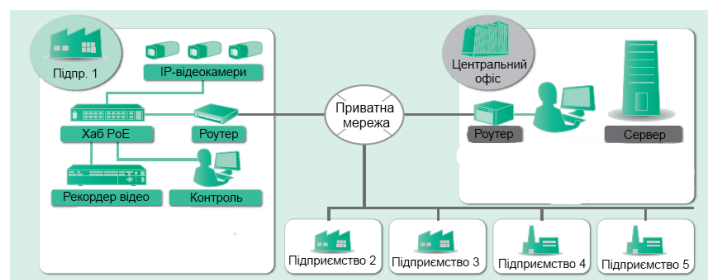 Підпр. 1
IP-відеокамери
Хаб PoE
Роутер
Рекордер відео
Контроль
Приватна
мережа
Центральний
офіс
Роутер
Сервер
Підприємство 2
Підприємство 3
Підприємство 4
Підприємство 5